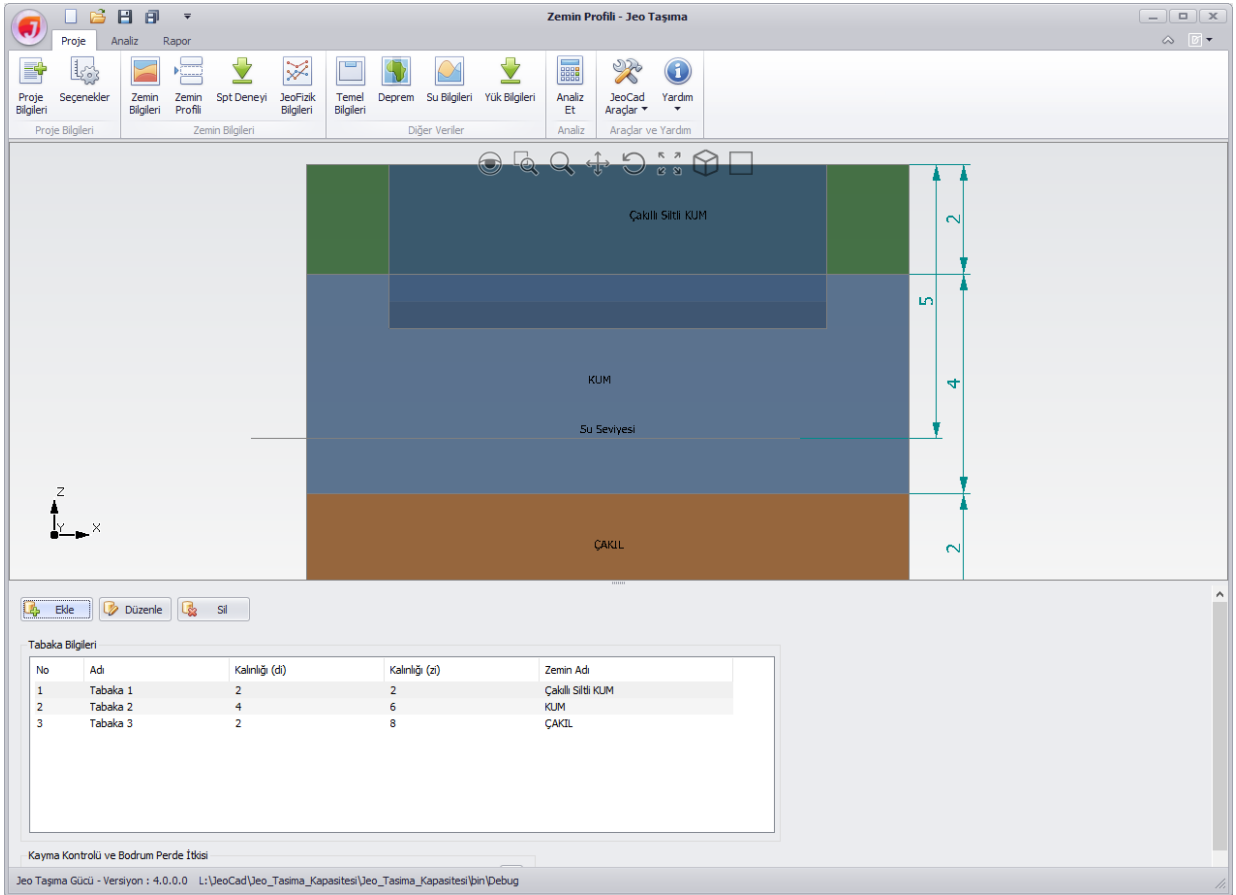 Zemin Profili - Jeo Taşıma
Proje Analiz Rapor
Proje Bilgileri Seçenekler Zemin Bilgileri Zemin Profili Spt Deneyi JeoFizik Bilgileri Temel Bilgileri Deprem Su Bilgileri Yük Bilgileri Analiz Et JeoCad Araçlar Yardım
Proje Bilgileri Zemin Bilgileri Diğer Veriler Analiz Araçlar ve Yardım
Çakıllı Siltli KUM
2
5
KUM
4
Su Seviyesi
Z
Y X
ÇAKIL
2
Ekle Düzenle Sil
Tabaka Bilgileri
No Adı Kalınlığı (di) Kalınlığı (zi) Zemin Adı
1 Tabaka 1 2 2 Çakıllı Siltli KUM
2 Tabaka 2 4 6 KUM
3 Tabaka 3 2 8 ÇAKIL
Kayma Kontrolü ve Bodrum Perde İtkisi
Jeo Taşıma Gücü - Versiyon : 4.0.0.0 L:\JeoCad\Jeo_Tasima_Kapasitesi\Jeo_Tasima_Kapasitesi\bin\Debug